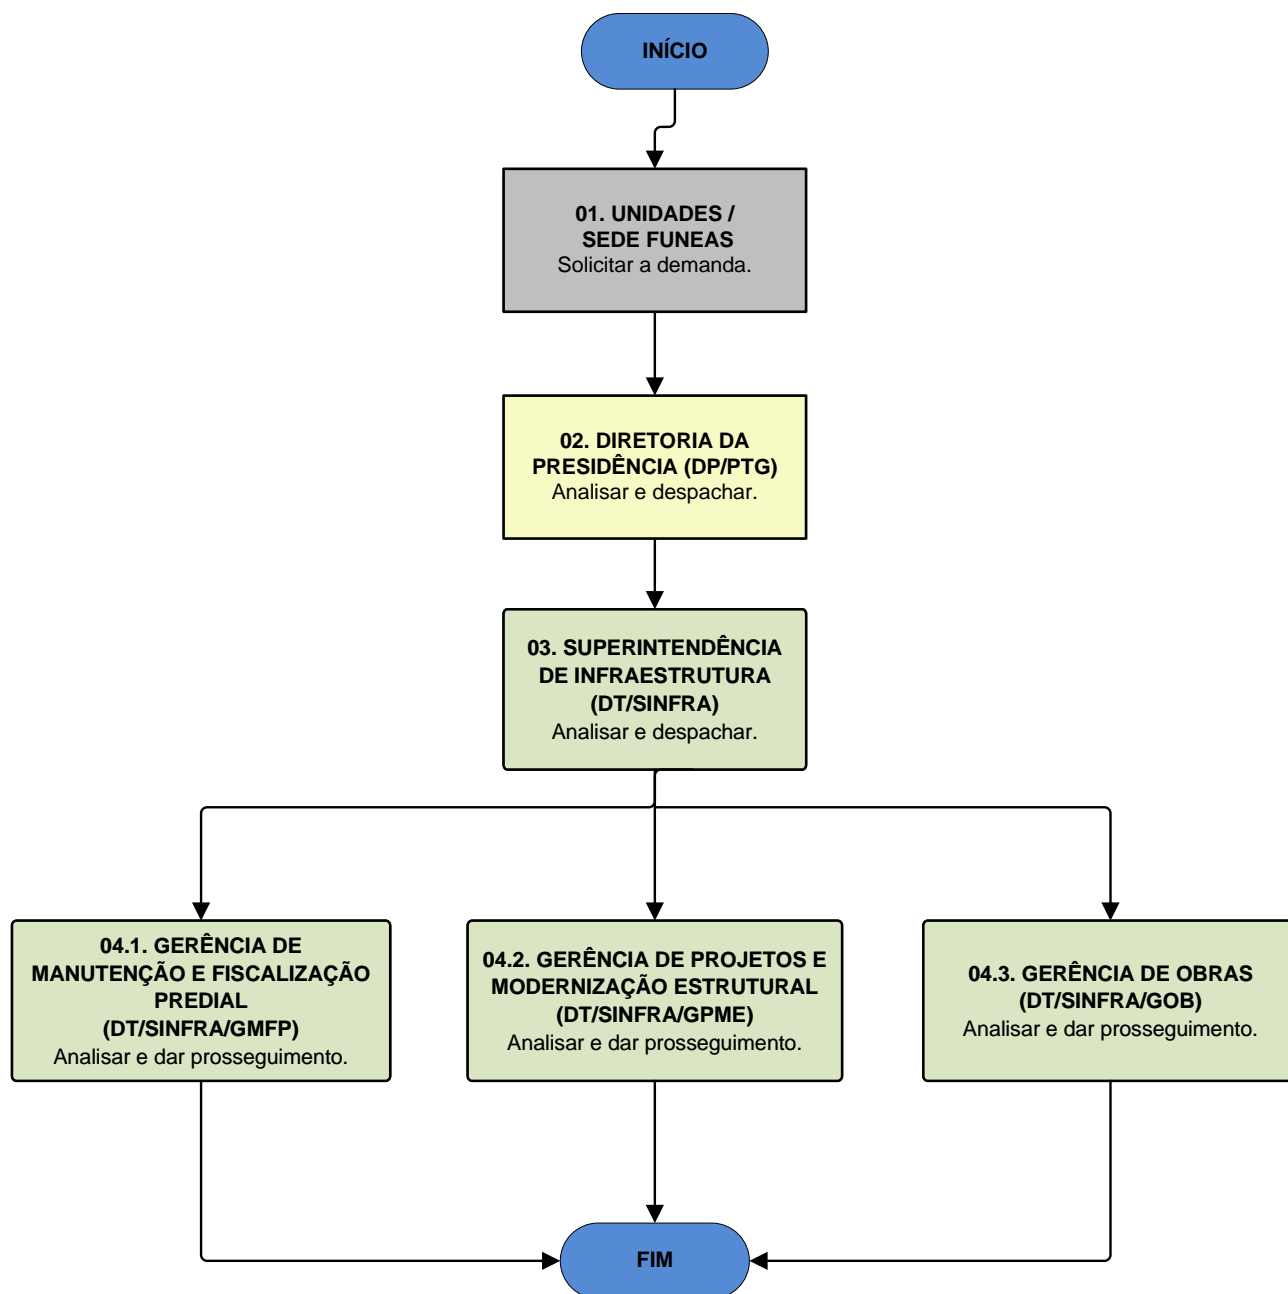 INÍCIO
01. UNIDADES /
SEDE FUNEAS
Solicitar a demanda.
02. DIRETORIA DA
PRESIDÊNCIA (DP/PTG)
Analisar e despachar.
03. SUPERINTENDÊNCIA
DE INFRAESTRUTURA
(DT/SINFRA)
Analisar e despachar.
04.1. GERÊNCIA DE
MANUTENÇÃO E FISCALIZAÇÃO
PREDIAL
(DT/SINFRA/GMFP)
Analisar e dar prosseguimento.
04.2. GERÊNCIA DE PROJETOS E
MODERNIZAÇÃO ESTRUTURAL
(DT/SINFRA/GPME)
Analisar e dar prosseguimento.
04.3. GERÊNCIA DE OBRAS
(DT/SINFRA/GOB)
Analisar e dar prosseguimento.
FIM